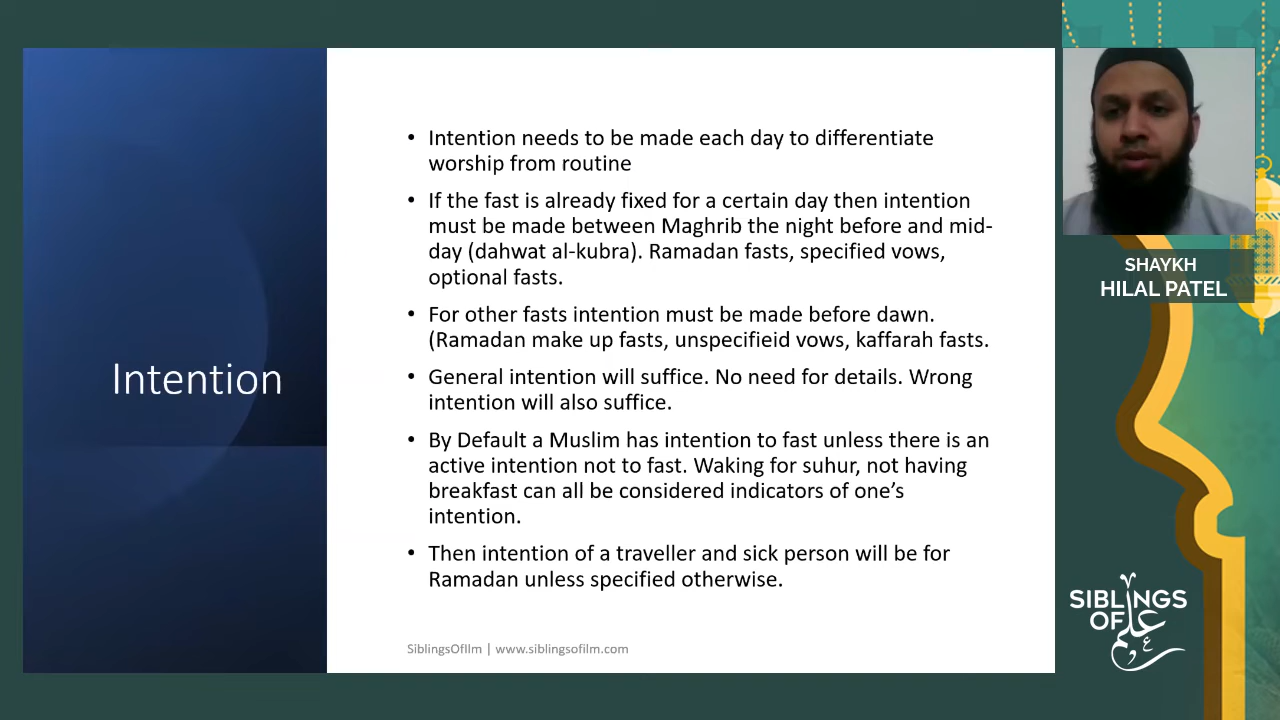 Intention
• Intention needs to be made each day to differentiate
worship from routine
• If the fast is already fixed for a certain day then intention
must be made between Maghrib the night before and mid-
day (dahwat al-kubra). Ramadan fasts, specified vows,
optional fasts.
• For other fasts intention must be made before dawn.
(Ramadan make up fasts, unspecifieid vows, kaffarah fasts.
• General intention will suffice. No need for details. Wrong
intention will also suffice.
• By Default a Muslim has intention to fast unless there is an
active intention not to fast. Waking for suhur, not having
breakfast can all be considered indicators of one’s
intention.
• Then intention of a traveller and sick person will be for
Ramadan unless specified otherwise.
SiblingsOfIlm | www.siblingsofilm.com
SHAYKH
HILAL PATEL
SIBLINGS
OF علم